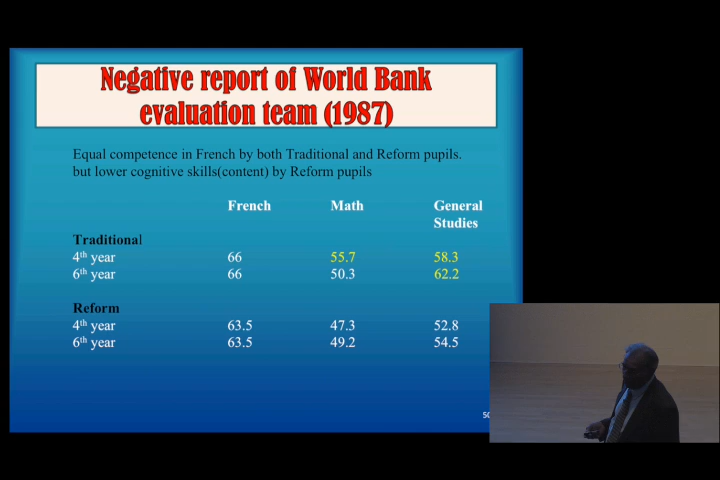 Negative report of World Bank
evaluation team (1987)
Equal competence in French by both Traditional and Reform pupils.
but lower cognitive skills(content) by Reform pupils
French Math General
Studies
Traditional
4th year 66 55.7 58.3
6th year 66 50.3 62.2
Reform
4th year 63.5 47.3 52.8
6th year 63.5 49.2 54.5